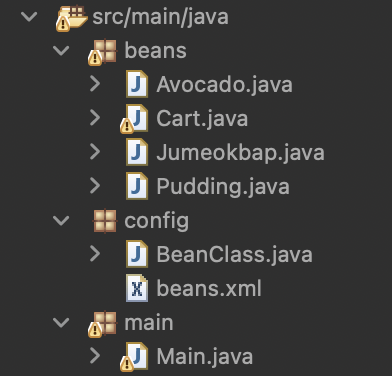 src/main/java
beans
Avocado.java
Cart.java
Jumeokbap.java
Pudding.java
config
BeanClass.java
beans.xml
main
Main.java